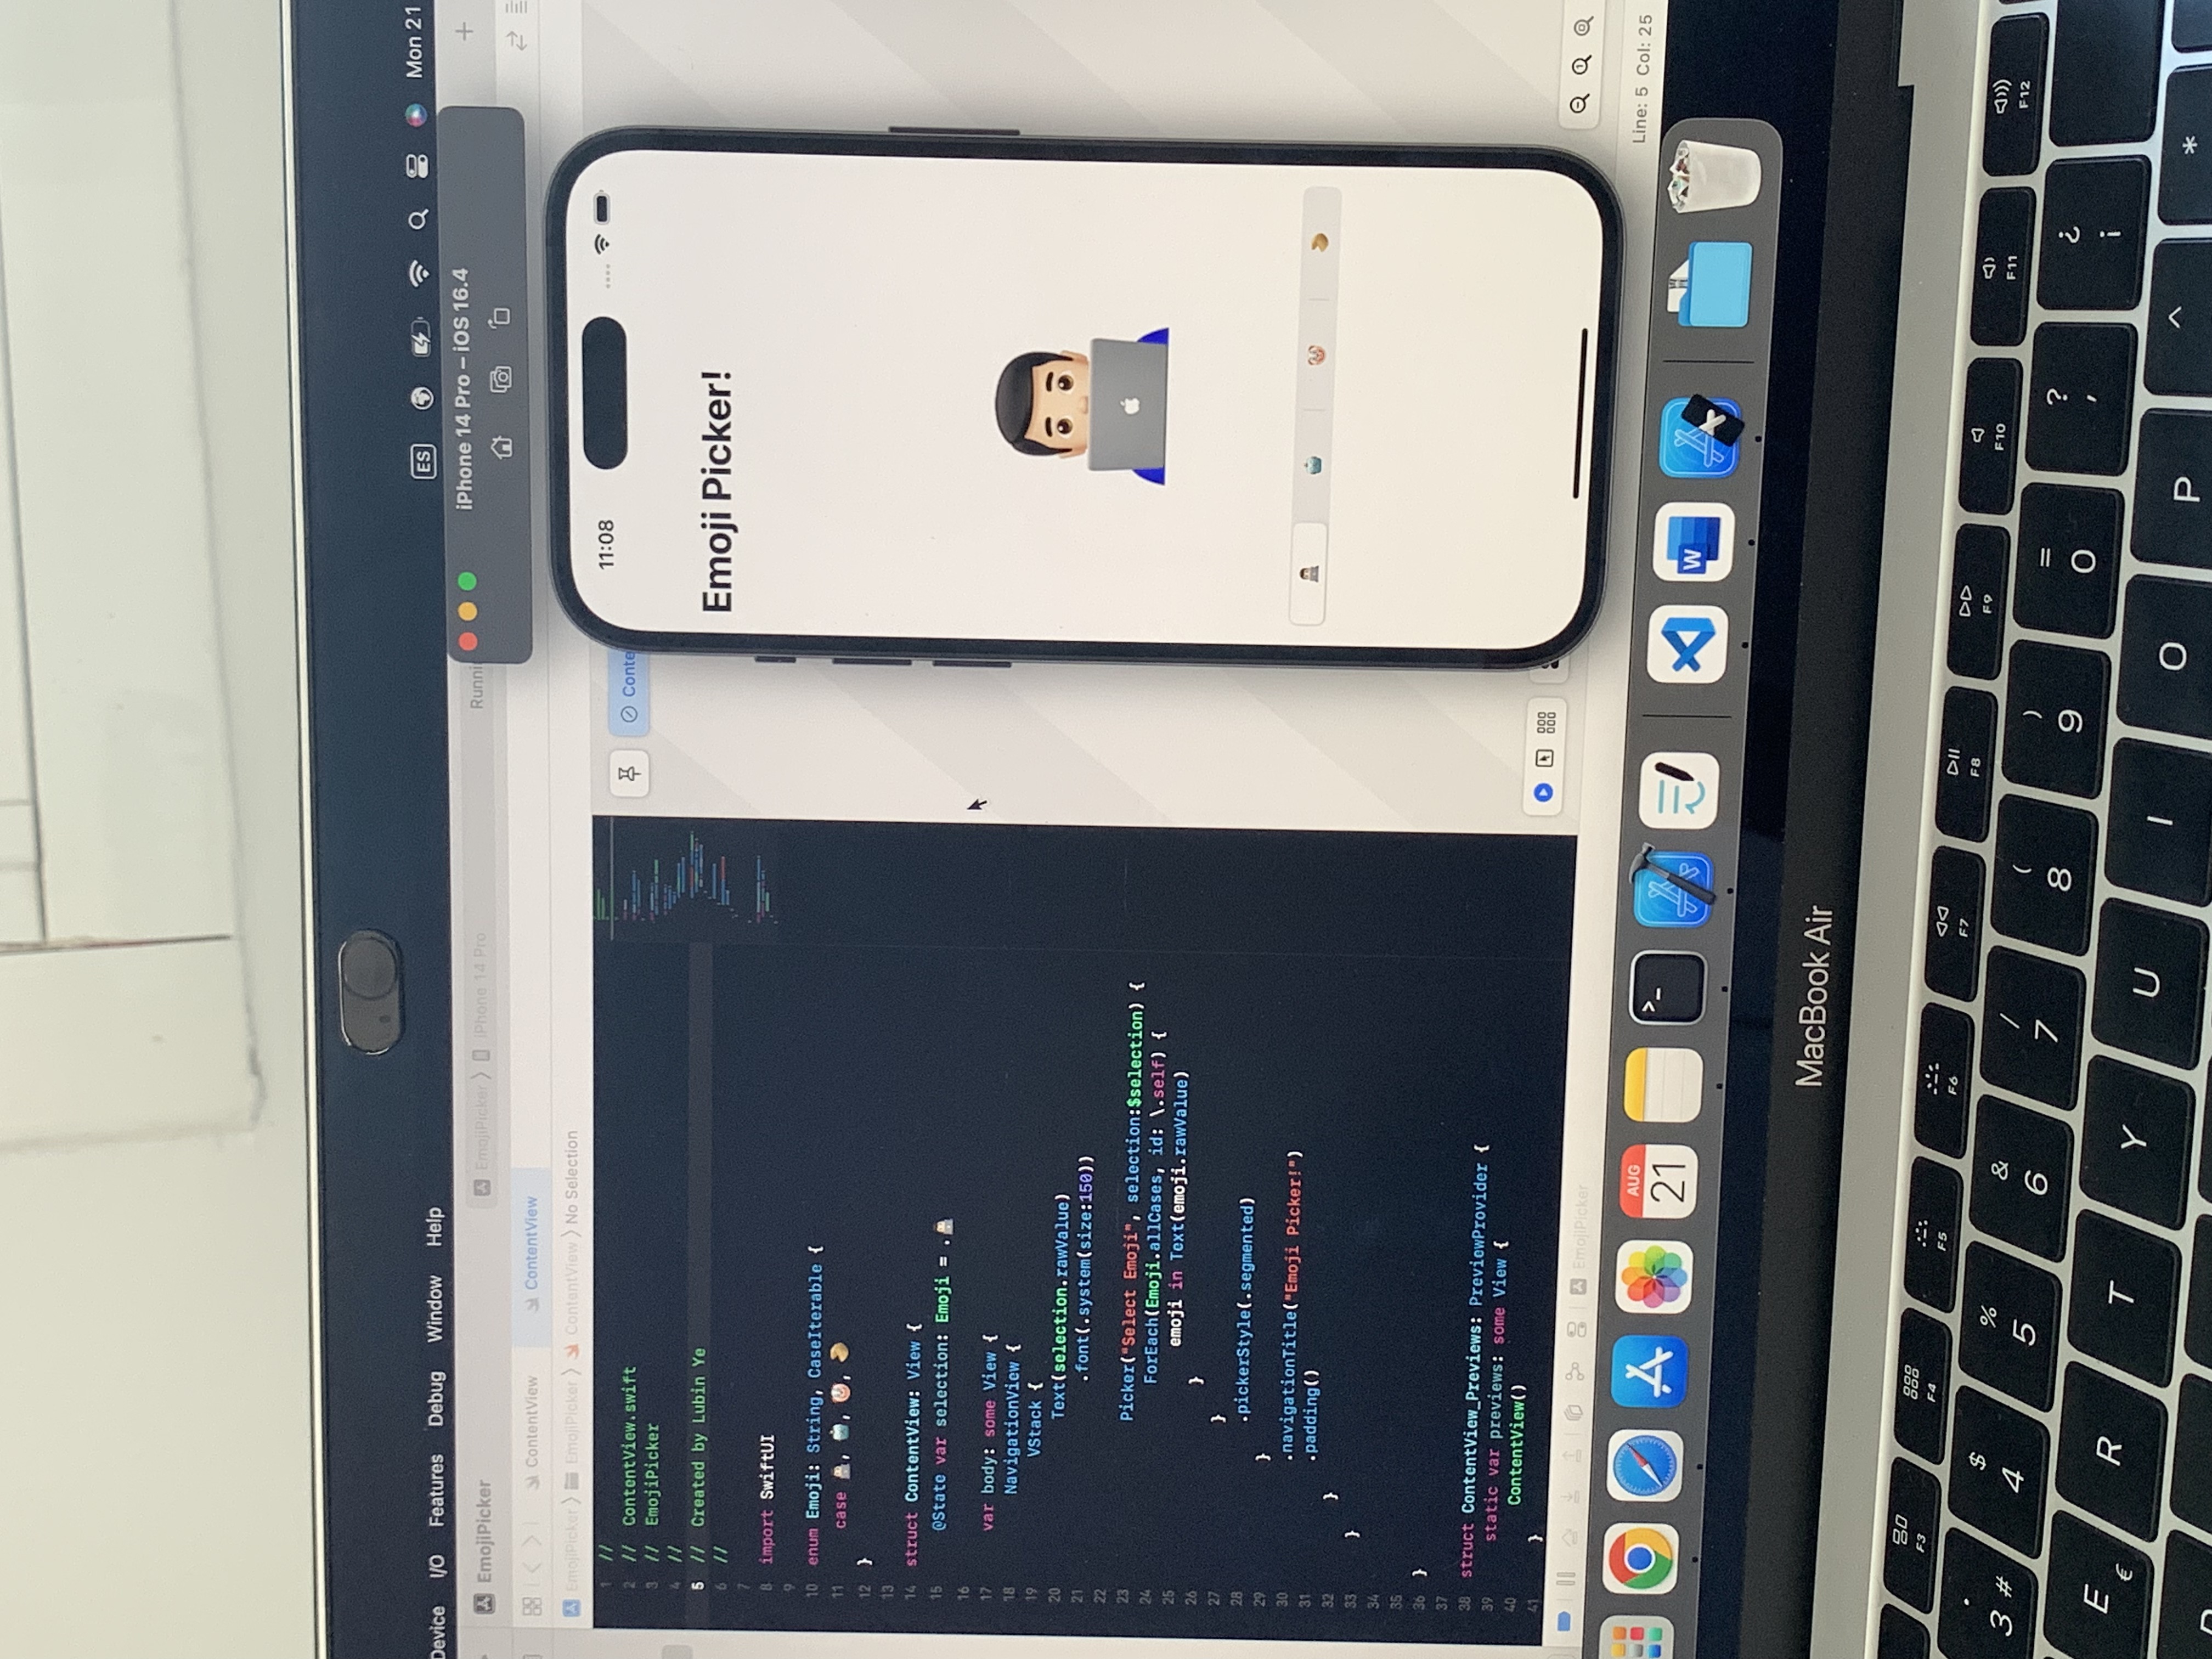 Device I/O Features Debug Window Help
ES
Mon 21
EmojiPicker
EmojiPicker 〉 iPhone 14 Pro
Runni
iPhone 14 Pro – iOS 16.4
ContentView
ContentView
EmojiPicker 〉 EmojiPicker 〉 ContentView 〉 No Selection
Conte
1 //
2 //  ContentView.swift
3 //  EmojiPicker
4 //
5 //  Created by Lubin Ye
6 //
7
8 import SwiftUI
9
10 enum Emoji: String, CaseIterable {
11     case 👨🏻‍💻, 🤖, 🤡, 🥠
12 }
13
14 struct ContentView: View {
15     @State var selection: Emoji = .👨🏻‍💻
16
17     var body: some View {
18         NavigationView {
19             VStack {
20                 Text(selection.rawValue)
21                     .font(.system(size:150))
22
23                 Picker("Select Emoji", selection:$selection) {
24                     ForEach(Emoji.allCases, id: \.self) {
25                         emoji in Text(emoji.rawValue)
26                     }
27                 }
28                 .pickerStyle(.segmented)
29             }
30             .navigationTitle("Emoji Picker!")
31             .padding()
32         }
33     }
34
35
36 }
37
38 struct ContentView_Previews: PreviewProvider {
39     static var previews: some View {
40         ContentView()
41     }
11:08
Emoji Picker!
EmojiPicker
Line: 5 Col: 25
AUG
21
>_
W
MacBook Air
F3 F4 F5 F6 F7 F8 F9 F10 F11 F12
· $ % & / ( ) = ? ¿
3 # 4 5 6 7 8 9 0 ' ¡
E € R T Y U I O P ^ *